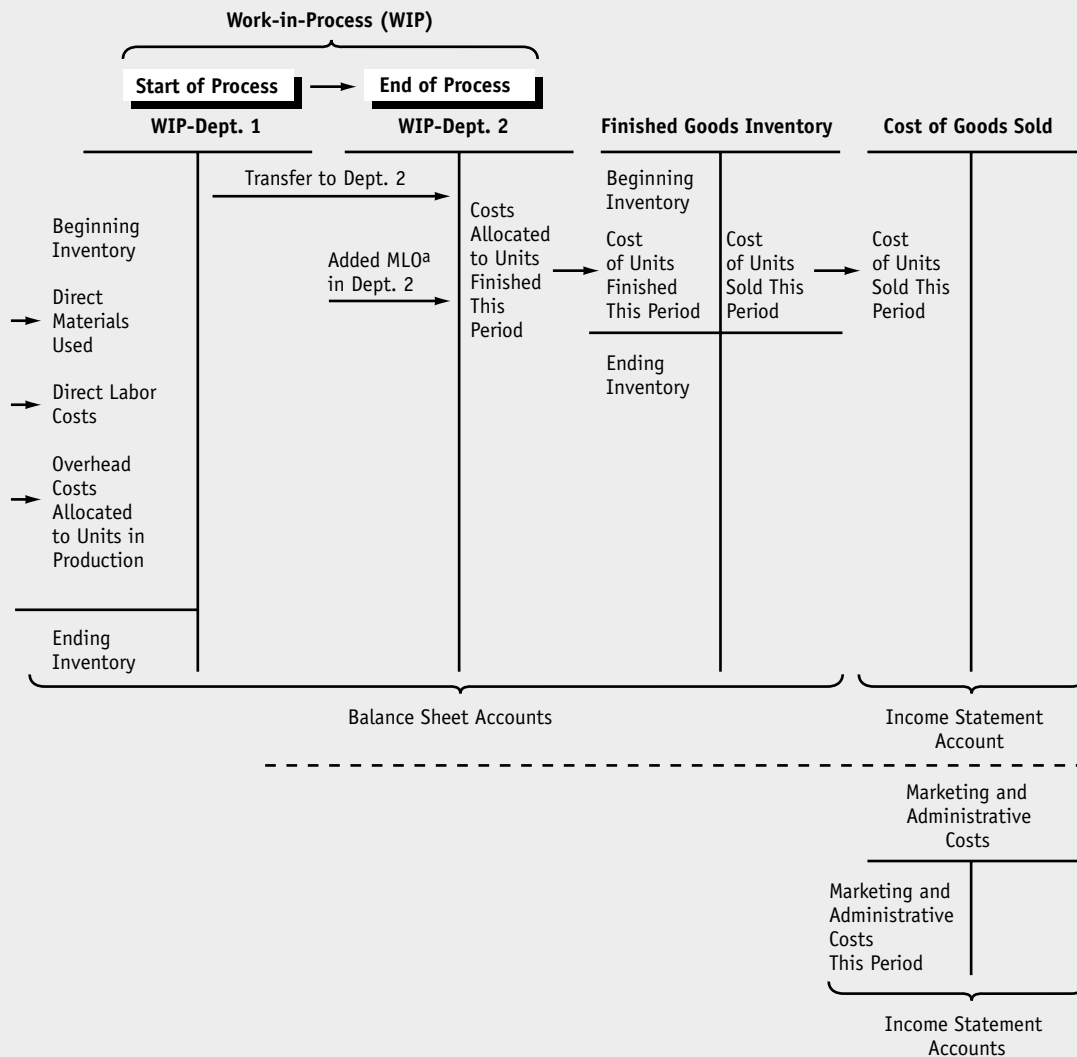 Work-in-Process (WIP)
Start of Process
End of Process
WIP-Dept. 1
WIP-Dept. 2
Finished Goods Inventory
Cost of Goods Sold
Transfer to Dept. 2
Beginning
Inventory
Direct
Materials
Used
Direct Labor
Costs
Overhead
Costs
Allocated
to Units in
Production
Ending
Inventory
Added MLOᵃ
in Dept. 2
Costs
Allocated
to Units
Finished
This
Period
Beginning
Inventory
Cost
of Units
Finished
This Period
Ending
Inventory
Cost
of Units
Sold This
Period
Cost
of Units
Sold This
Period
Balance Sheet Accounts
Income Statement
Account
Marketing and
Administrative
Costs
Marketing and
Administrative
Costs
This Period
Income Statement
Accounts